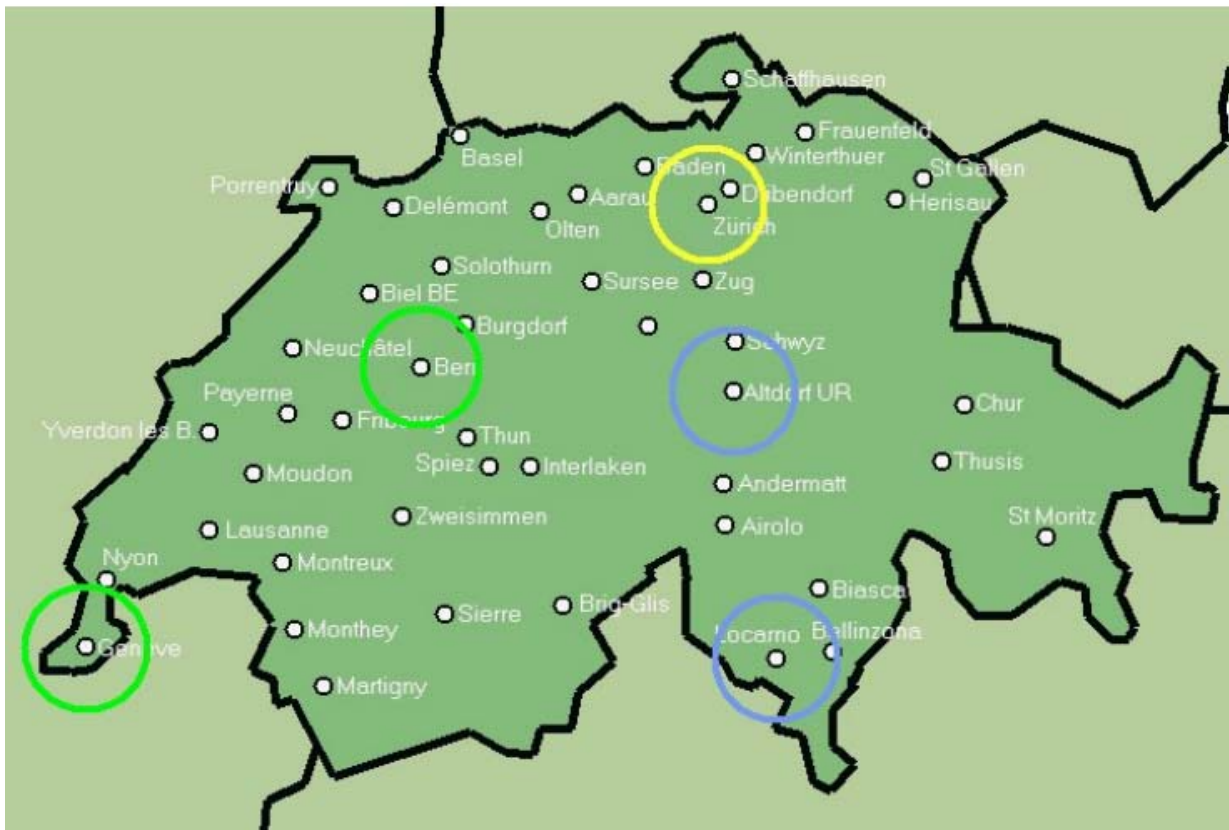 Schaffhausen
Frauenfeld
Basel
Winterthuer
Baden
St Gallen
Porrentruy
Dübendorf
Delémont
Aarau
Herisau
Olten
Zürich
Solothurn
Sursee
Zug
Biel BE
Burgdorf
Schwyz
Neuchâtel
Bern
Altdorf UR
Payerne
Chur
Fribourg
Yverdon les B.
Thun
Spiez
Interlaken
Thusis
Moudon
Andermatt
Zweisimmen
St Moritz
Lausanne
Airolo
Nyon
Montreux
Biasca
Brig-Glis
Sierre
Monthey
Locarno
Bellinzona
Genève
Martigny